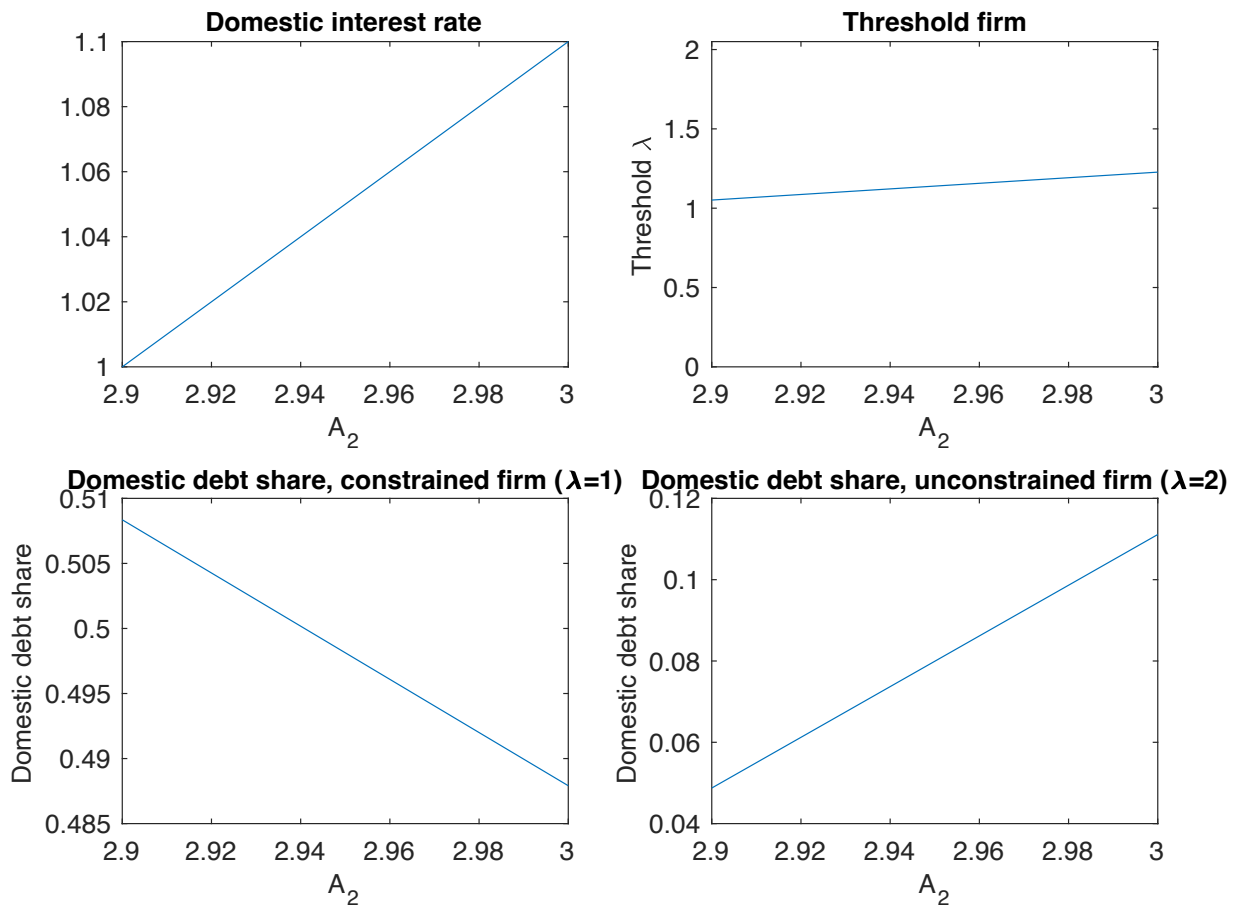 Domestic interest rate
1.1
1.08
1.06
1.04
1.02
1
2.9 2.92 2.94 2.96 2.98 3
A2
Threshold firm
Threshold λ
2
1.5
1
0.5
0
2.9 2.92 2.94 2.96 2.98 3
A2
Domestic debt share, constrained firm (λ=1)
Domestic debt share
0.51
0.505
0.5
0.495
0.49
0.485
2.9 2.92 2.94 2.96 2.98 3
A2
Domestic debt share, unconstrained firm (λ=2)
Domestic debt share
0.12
0.1
0.08
0.06
0.04
2.9 2.92 2.94 2.96 2.98 3
A2